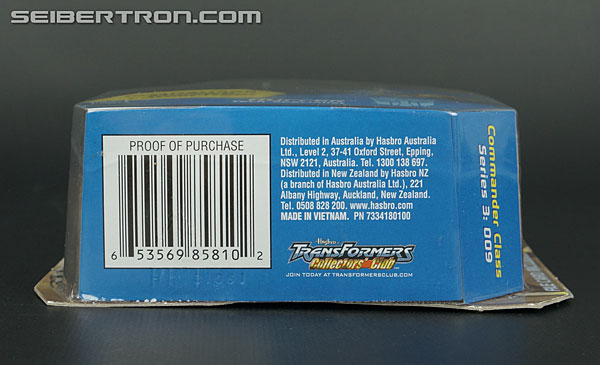 SEIBERTRON.COM
PROOF OF PURCHASE
6 53569 85810 2
Distributed in Australia by Hasbro Australia
Ltd., Level 2, 37-41 Oxford Street, Epping,
NSW 2121, Australia. Tel. 1300 138 697.
Distributed in New Zealand by Hasbro NZ
(a branch of Hasbro Australia Ltd.), 221
Albany Highway, Auckland, New Zealand.
Tel. 0508 828 200. www.hasbro.com.
MADE IN VIETNAM. PN 7334180100
Hasbro
TRANSFORMERS
Collectors' Club
JOIN TODAY AT TRANSFORMERSCLUB.COM
Commander Class
Series 3: 009